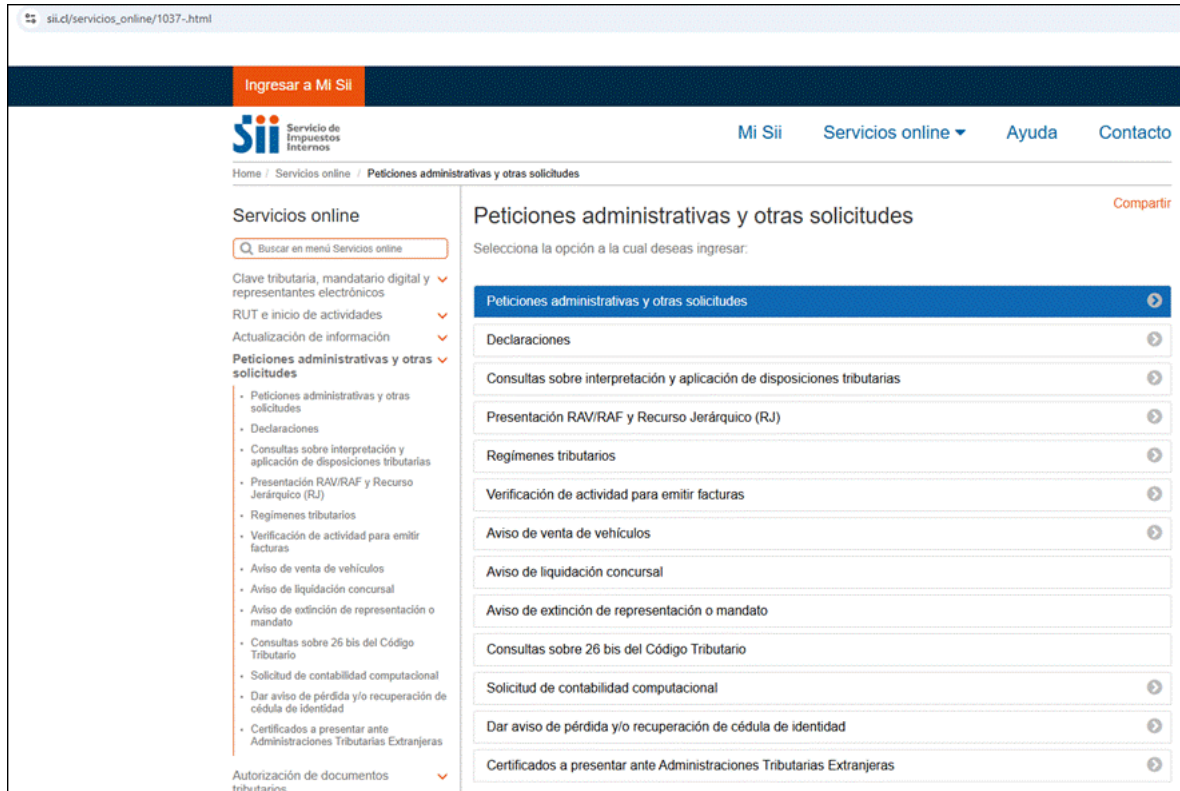 sii.cl/servicios_online/1037-.html
Ingresar a Mi Sii
Sii Servicio de
Impuestos
Internos
Mi Sii Servicios online Ayuda Contacto
Home / Servicios online / Peticiones administrativas y otras solicitudes
Servicios online
Buscar en menú Servicios online
Clave tributaria, mandatario digital y
representantes electrónicos
RUT e inicio de actividades
Actualización de información
Peticiones administrativas y otras
solicitudes
Peticiones administrativas y otras
solicitudes
Declaraciones
Consultas sobre interpretación y
aplicación de disposiciones tributarias
Presentación RAV/RAF y Recurso
Jerárquico (RJ)
Regímenes tributarios
Verificación de actividad para emitir
facturas
Aviso de venta de vehículos
Aviso de liquidación concursal
Aviso de extinción de representación o
mandato
Consultas sobre 26 bis del Código
Tributario
Solicitud de contabilidad computacional
Dar aviso de pérdida y/o recuperación de
cédula de identidad
Certificados a presentar ante
Administraciones Tributarias Extranjeras
Autorización de documentos
tributarios
Compartir
Peticiones administrativas y otras solicitudes
Selecciona la opción a la cual deseas ingresar:
Peticiones administrativas y otras solicitudes
Declaraciones
Consultas sobre interpretación y aplicación de disposiciones tributarias
Presentación RAV/RAF y Recurso Jerárquico (RJ)
Regímenes tributarios
Verificación de actividad para emitir facturas
Aviso de venta de vehículos
Aviso de liquidación concursal
Aviso de extinción de representación o mandato
Consultas sobre 26 bis del Código Tributario
Solicitud de contabilidad computacional
Dar aviso de pérdida y/o recuperación de cédula de identidad
Certificados a presentar ante Administraciones Tributarias Extranjeras